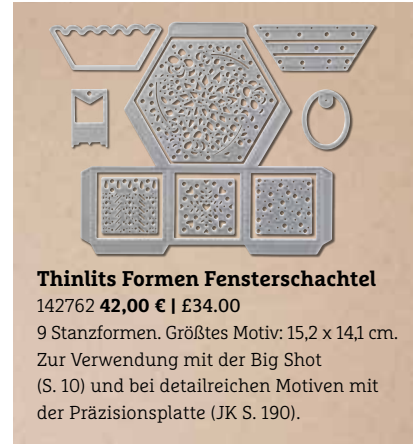 Thinlits Formen Fensterschachtel
142762 42,00 € | £34.00
9 Stanzformen. Größtes Motiv: 15,2 x 14,1 cm.
Zur Verwendung mit der Big Shot
(S. 10) und bei detailreichen Motiven mit
der Präzisionsplatte (JK S. 190).